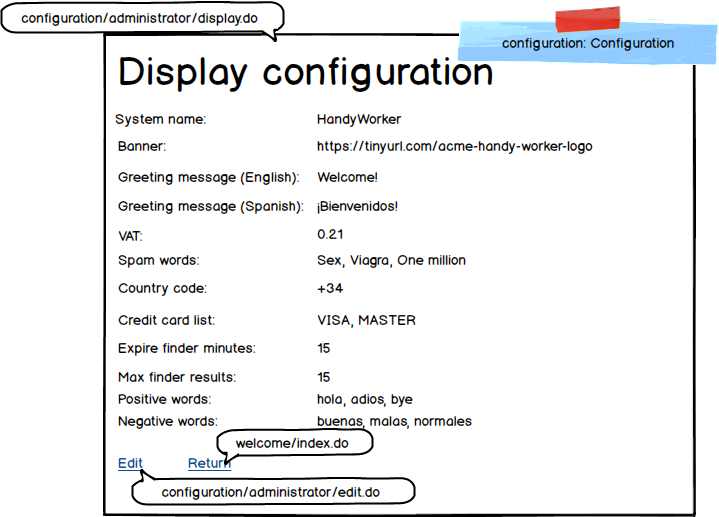 configuration/administrator/display.do
configuration: Configuration
Display configuration
System name: HandyWorker
Banner: https://tinyurl.com/acme-handy-worker-logo
Greeting message (English): Welcome!
Greeting message (Spanish): ¡Bienvenidos!
VAT: 0.21
Spam words: Sex, Viagra, One million
Country code: +34
Credit card list: VISA, MASTER
Expire finder minutes: 15
Max finder results: 15
Positive words: hola, adios, bye
Negative words: buenas, malas, normales
welcome/index.do
Edit Return
configuration/administrator/edit.do